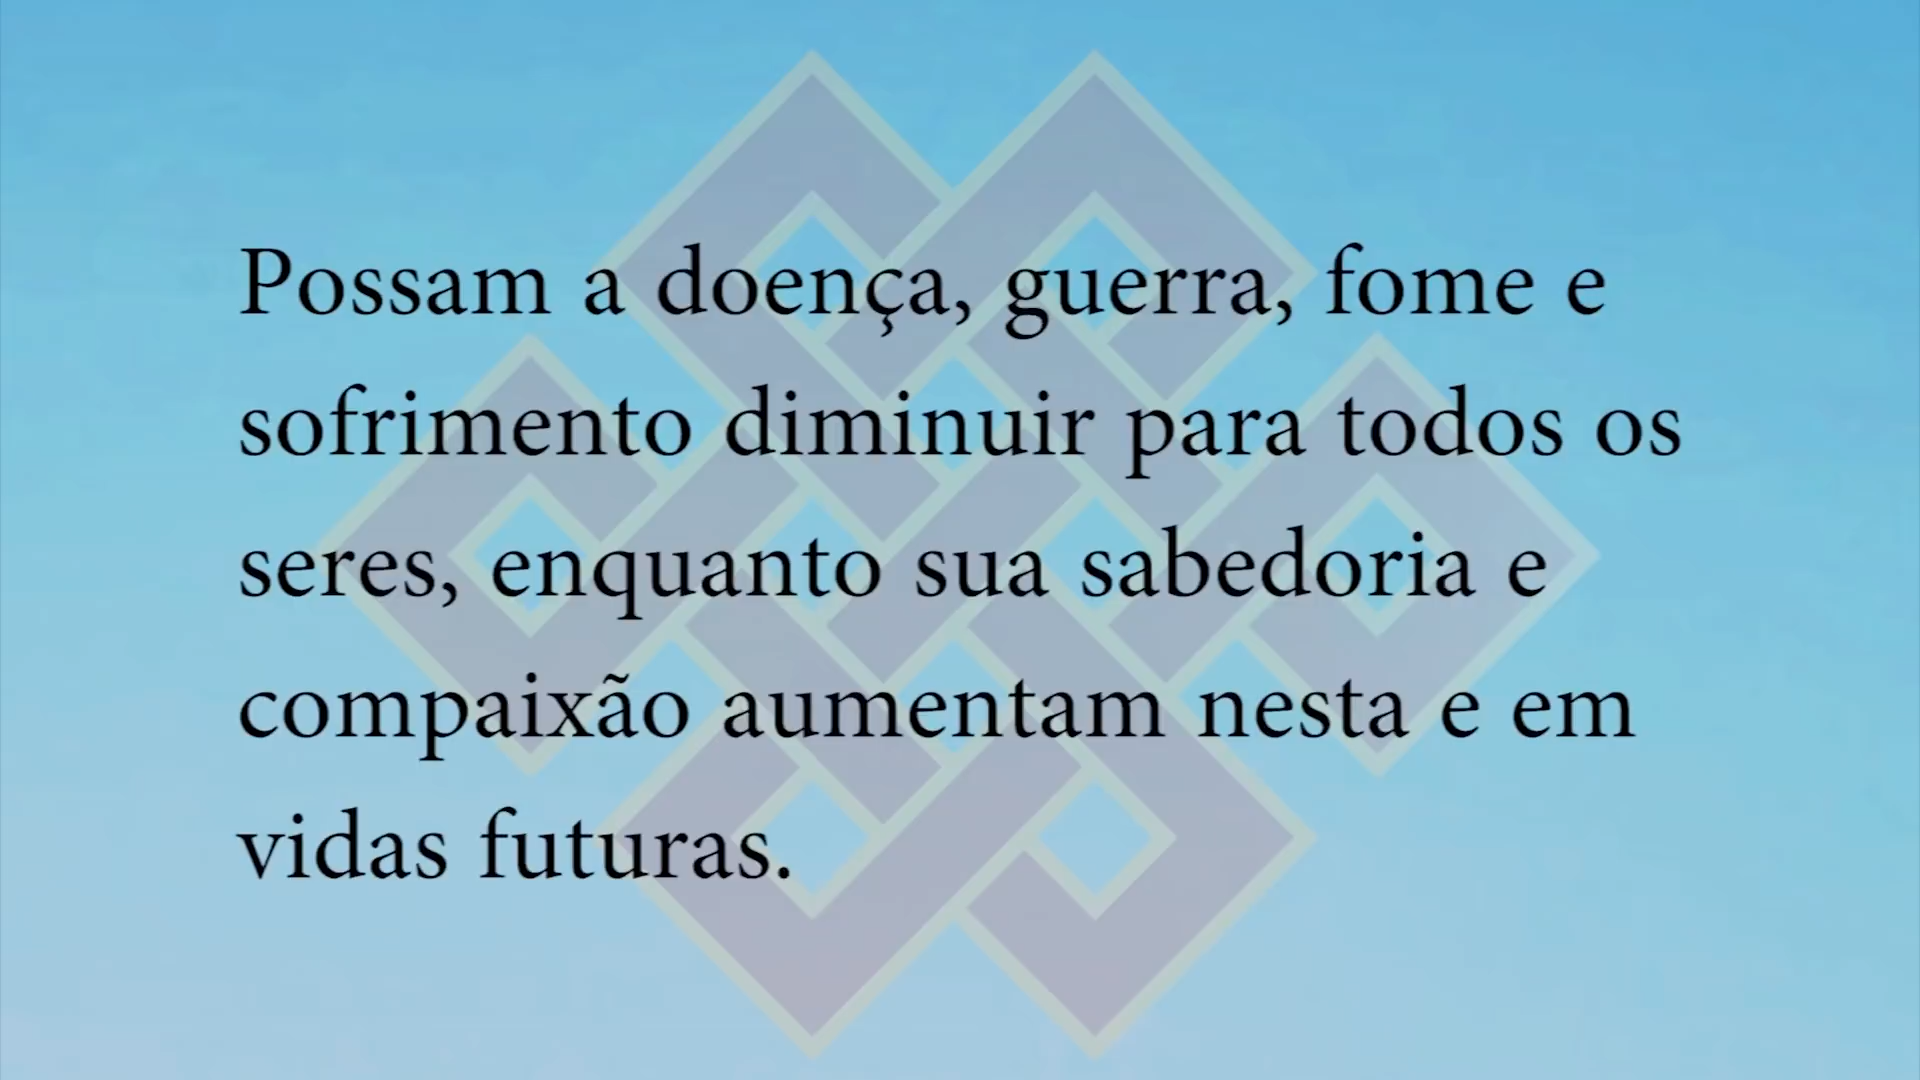 Possam a doença, guerra, fome e
sofrimento diminuir para todos os
seres, enquanto sua sabedoria e
compaixão aumentam nesta e em
vidas futuras.